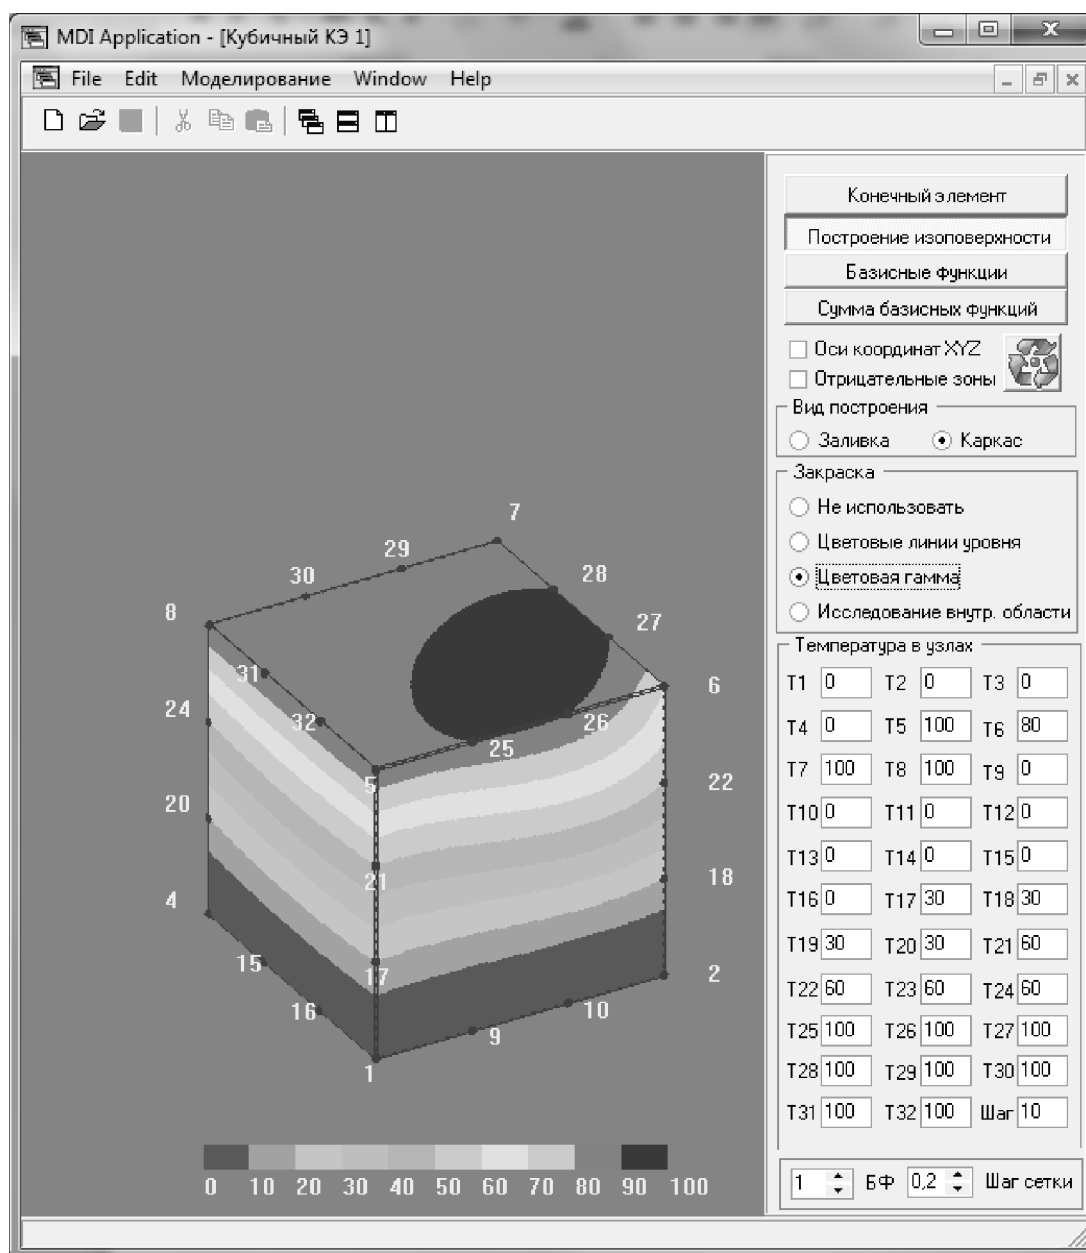 MDI Application - [Кубичный КЭ 1]
File Edit Моделирование Window Help
Конечный элемент
Построение изоповерхности
Базисные функции
Сумма базисных функций
Оси координат XYZ
Отрицательные зоны
Вид построения
Заливка Каркас
Закраска
Не использовать
Цветовые линии уровня
Цветовая гамма
Исследование внутр. области
Температура в узлах
T1 0 T2 0 T3 0
T4 0 T5 100 T6 80
T7 100 T8 100 T9 0
T10 0 T11 0 T12 0
T13 0 T14 0 T15 0
T16 0 T17 30 T18 30
T19 30 T20 30 T21 60
T22 60 T23 60 T24 60
T25 100 T26 100 T27 100
T28 100 T29 100 T30 100
T31 100 T32 100 Шаг 10
1 БФ 0,2 Шаг сетки
7
29
30 28
8 27
31 6
24 32 26
25
5 22
20
21 18
4
15 17 2
16 10
9
1
0 10 20 30 40 50 60 70 80 90 100